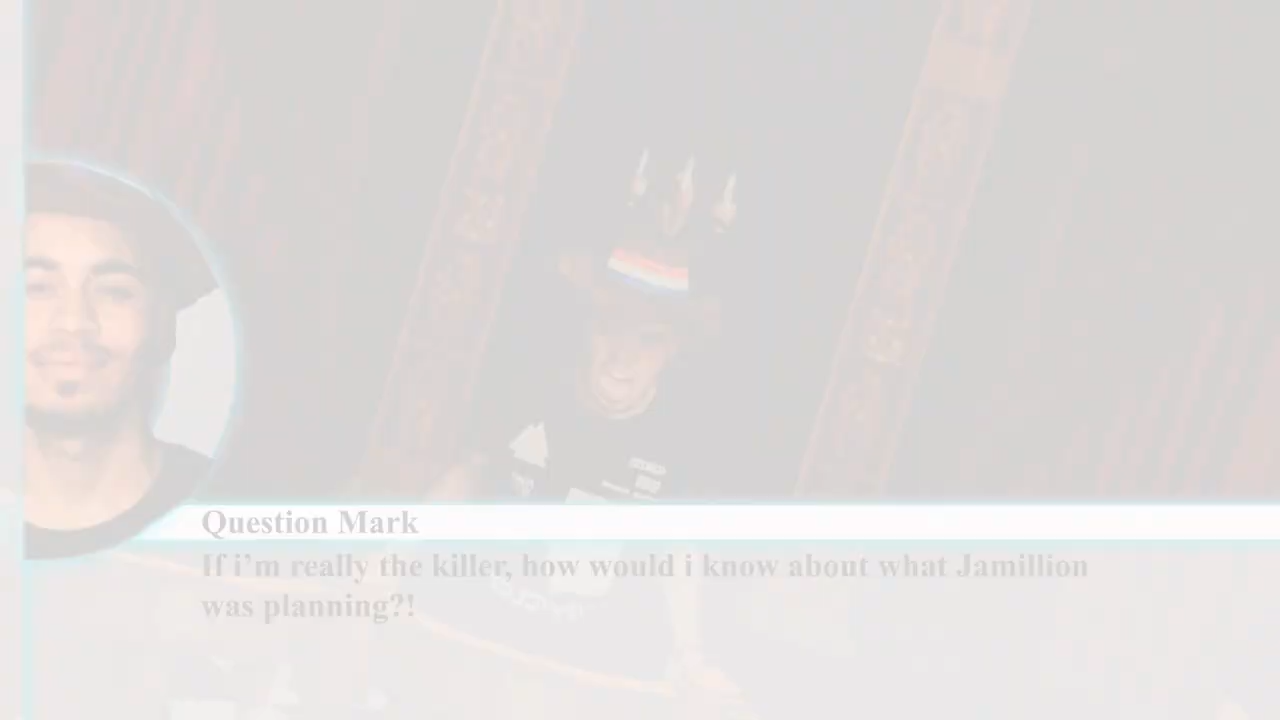 Question Mark
If i'm really the killer, how would i know about what Jamillion
was planning?!